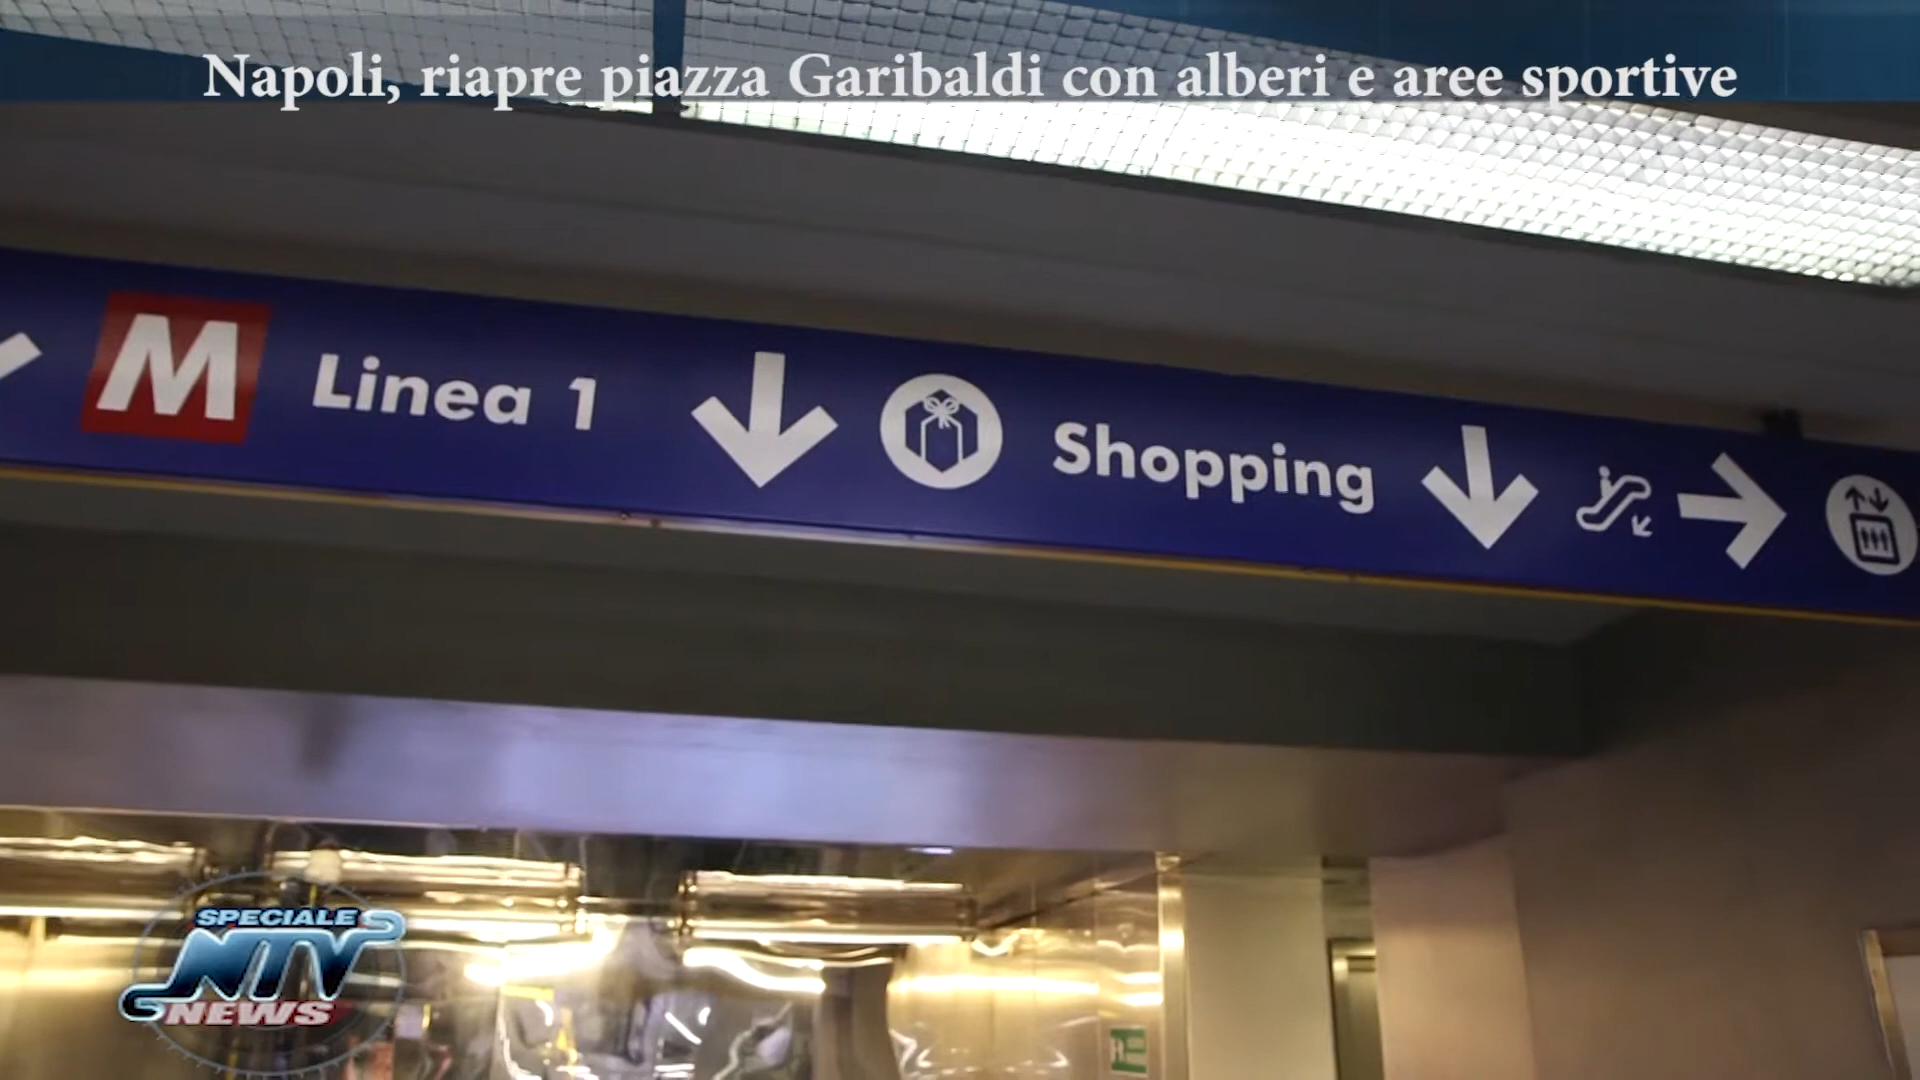 Napoli, riapre piazza Garibaldi con alberi e aree sportive
M Linea 1 Shopping
SPECIALE
NTV
NEWS